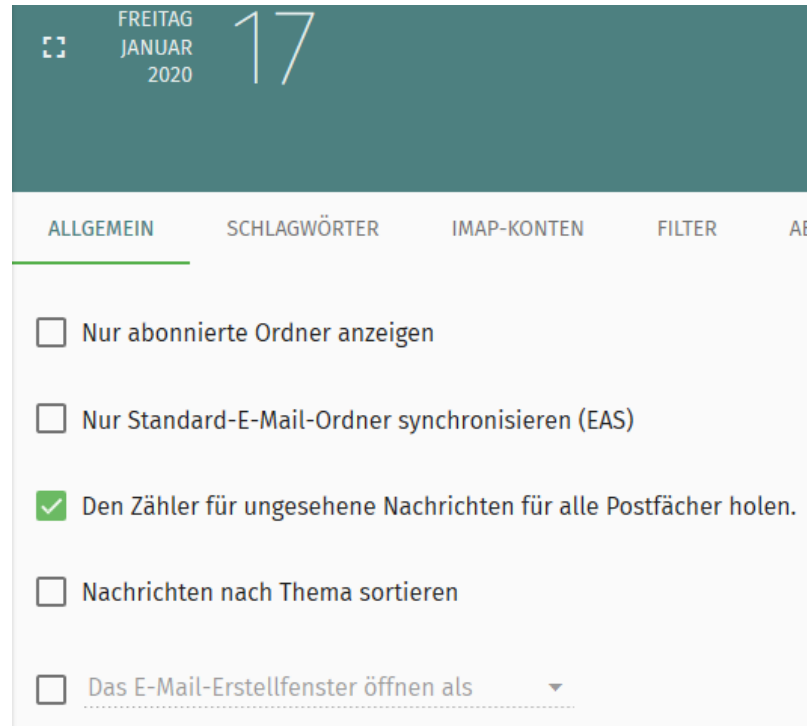 FREITAG
JANUAR
2020
17
ALLGEMEIN SCHLAGWÖRTER IMAP-KONTEN FILTER
Nur abonnierte Ordner anzeigen
Nur Standard-E-Mail-Ordner synchronisieren (EAS)
Den Zähler für ungesehene Nachrichten für alle Postfächer holen.
Nachrichten nach Thema sortieren
Das E-Mail-Erstellfenster öffnen als